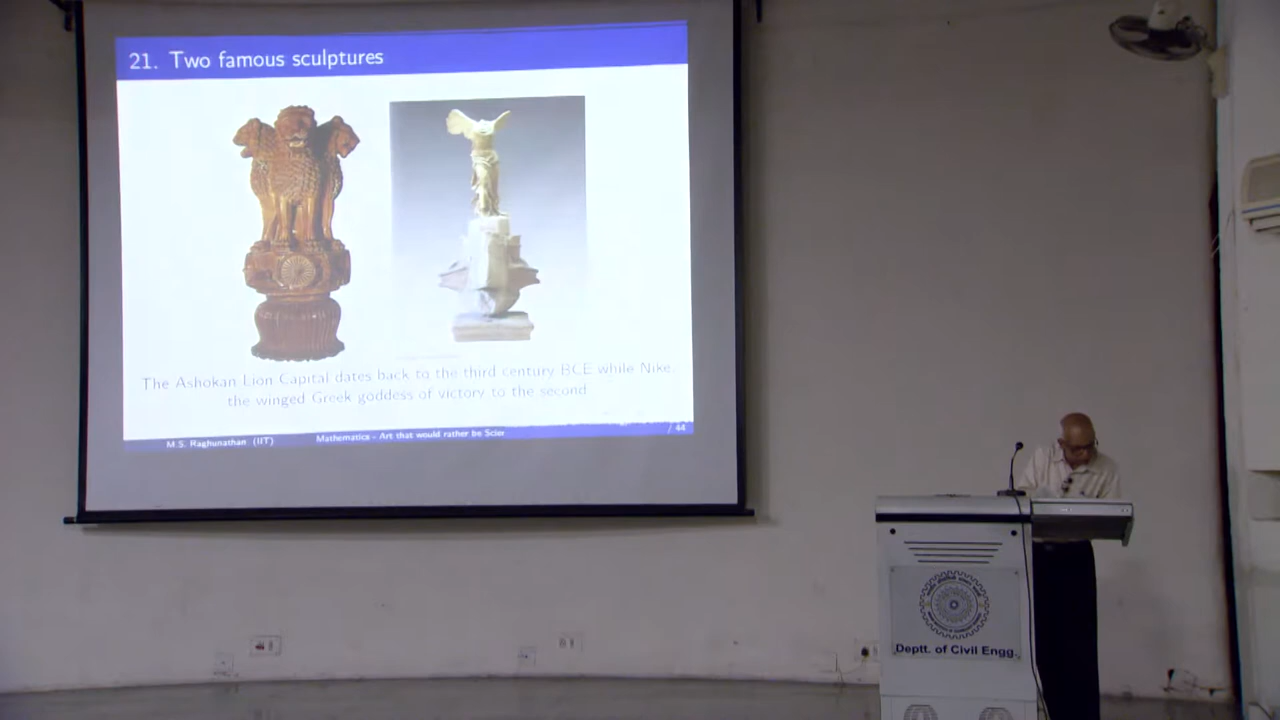 21. Two famous sculptures
The Ashokan Lion Capital dates back to the third century BCE while Nike,
the winged Greek goddess of victory to the second
M.S. Raghunathan (IIT) Mathematics - Art that would rather be Scien / 44
Deptt. of Civil Engg.